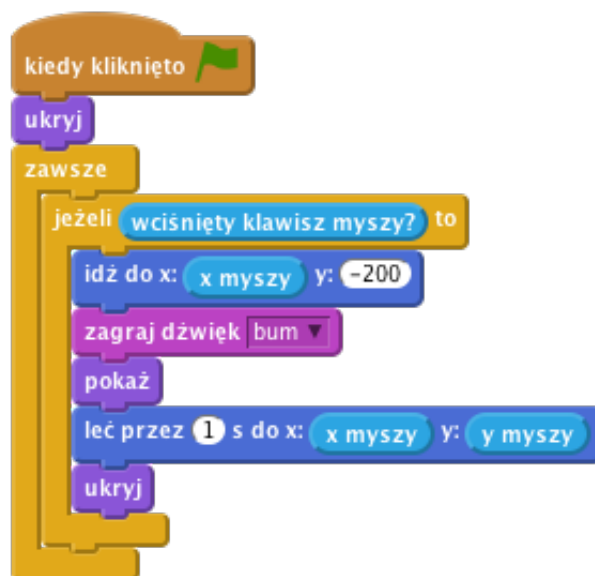 kiedy kliknięto
ukryj
zawsze
jeżeli wciśnięty klawisz myszy? to
idź do x: x myszy y: -200
zagraj dźwięk bum
pokaż
leć przez 1 s do x: x myszy y: y myszy
ukryj